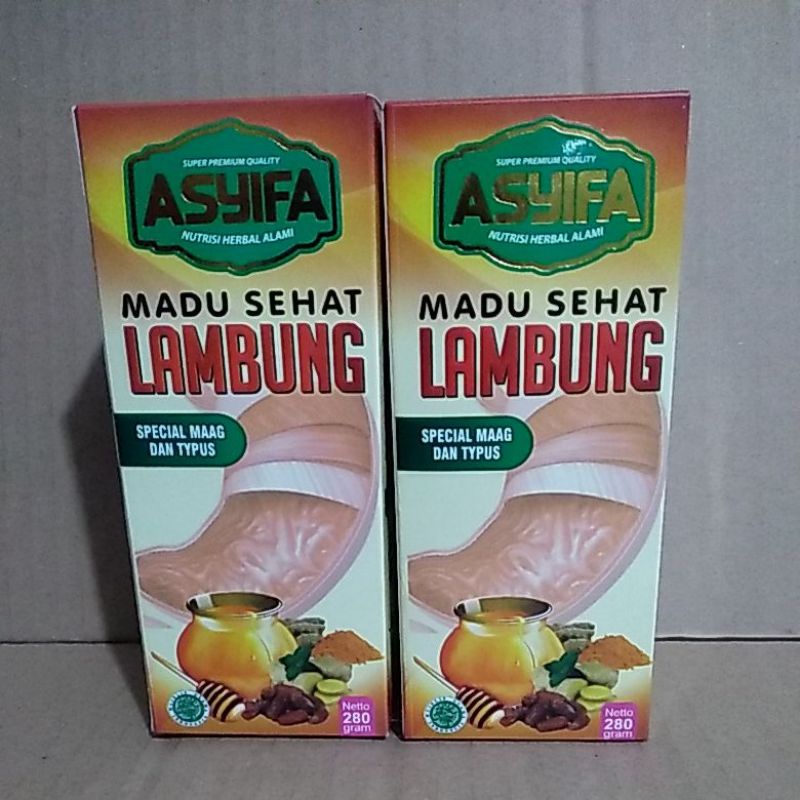 SUPER PREMIUM QUALITY
ASYIFA
NUTRISI HERBAL ALAMI
MADU SEHAT
LAMBUNG
SPECIAL MAAG
DAN TYPUS
Netto
280
gram
SUPER PREMIUM QUALITY
ASYIFA
NUTRISI HERBAL ALAMI
MADU SEHAT
LAMBUNG
SPECIAL MAAG
DAN TYPUS
Netto
280
gram